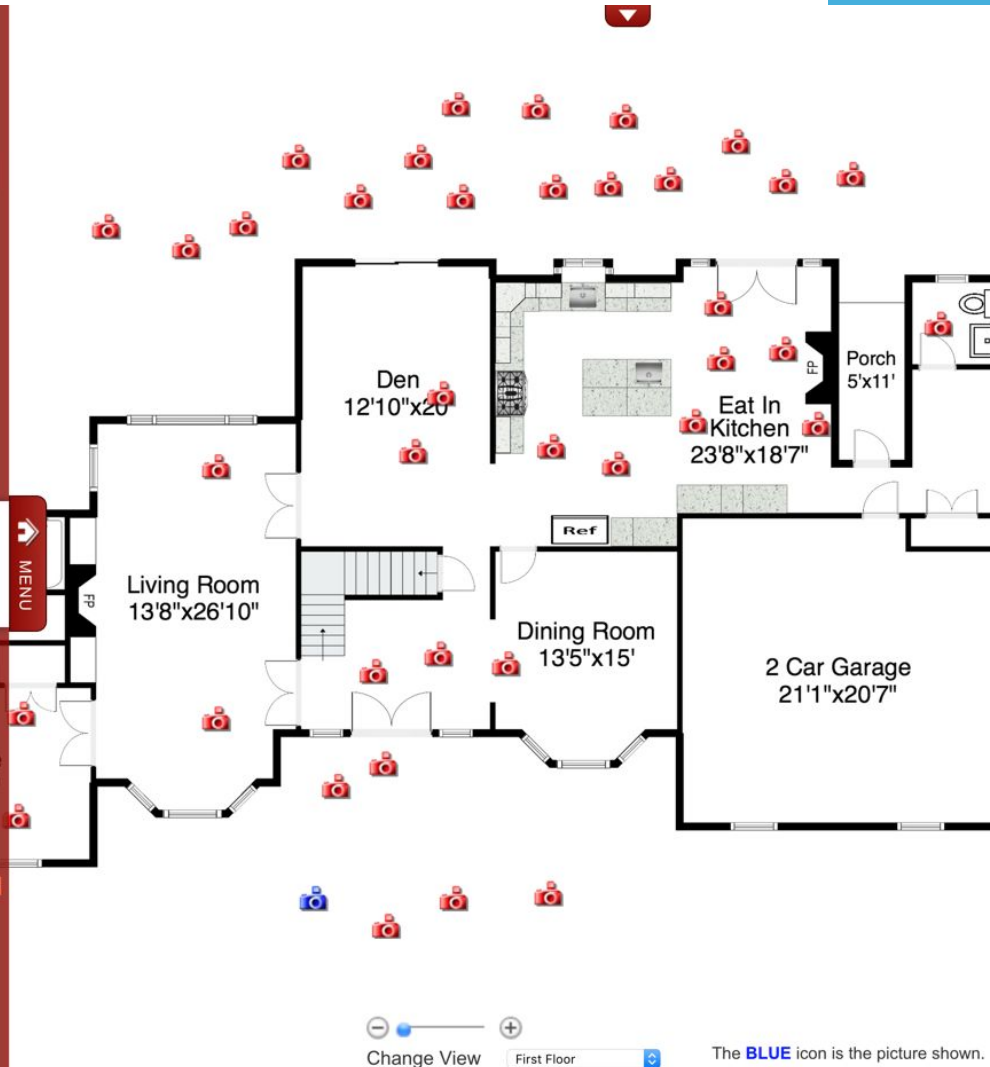 Den
12'10"x20'
Porch
5'x11'
FP
Eat In
Kitchen
23'8"x18'7"
Ref
MENU
Living Room
13'8"x26'10"
FP
Dining Room
13'5"x15'
2 Car Garage
21'1"x20'7"
Change View
First Floor
The BLUE icon is the picture shown.